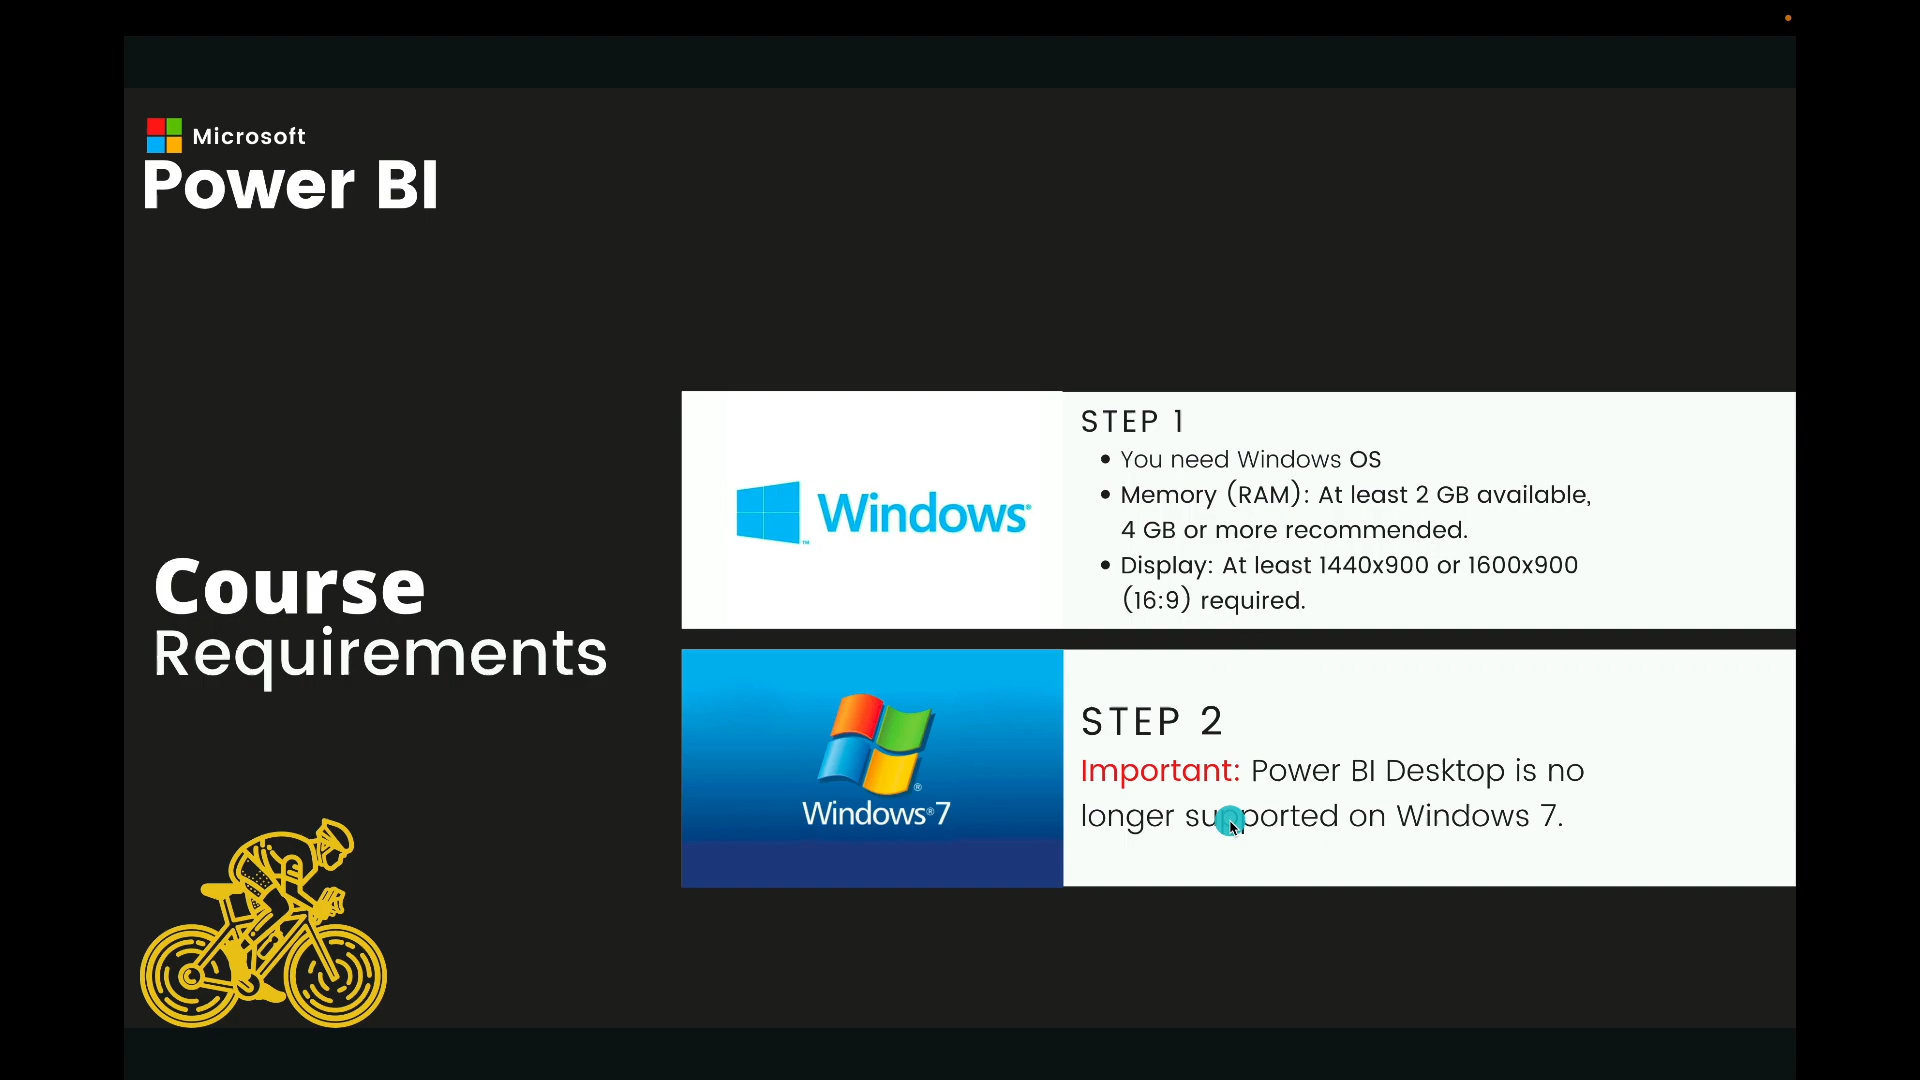 Microsoft
Power BI
Course
Requirements
Windows®
™
STEP 1
• You need Windows OS
• Memory (RAM): At least 2 GB available,
4 GB or more recommended.
• Display: At least 1440x900 or 1600x900
(16:9) required.
Windows®7
STEP 2
Important: Power BI Desktop is no
longer supported on Windows 7.